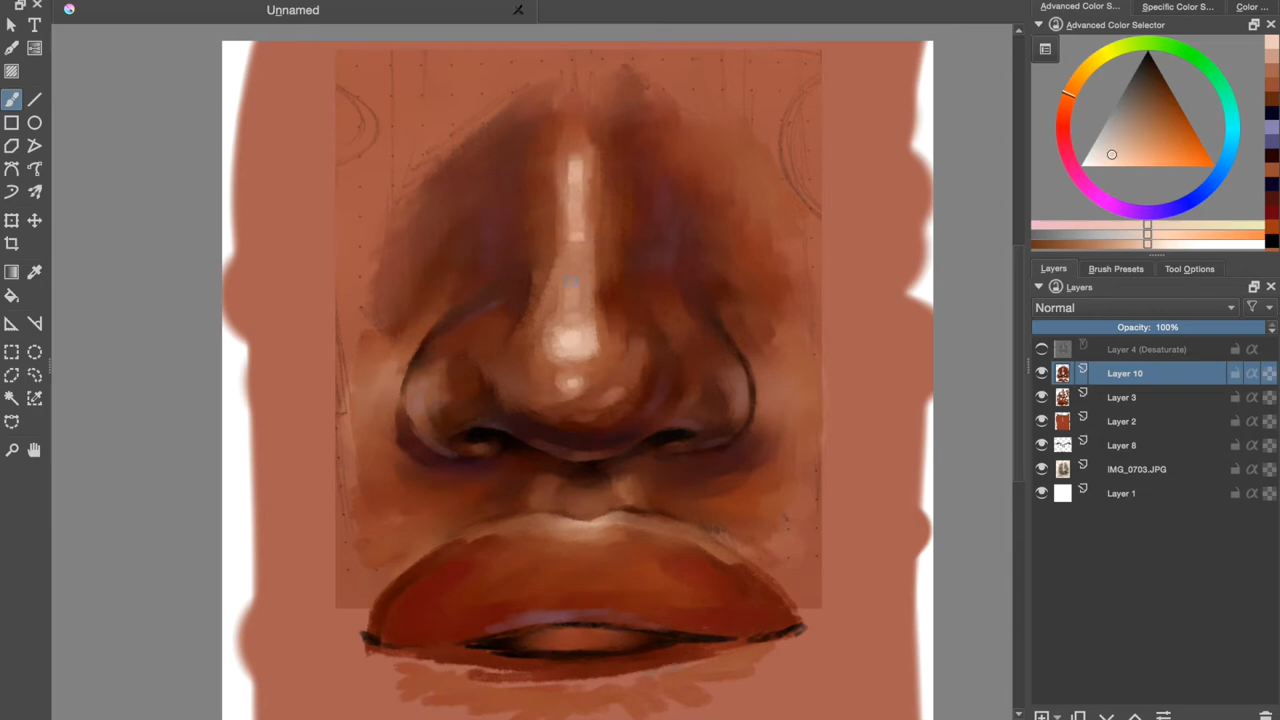 Unnamed
Advanced Color S...
Specific Color S...
Color ...
Advanced Color Selector
Layers
Brush Presets
Tool Options
Layers
Normal
Opacity: 100%
Layer 4 (Desaturate)
Layer 10
Layer 3
Layer 2
Layer 8
IMG_0703.JPG
Layer 1